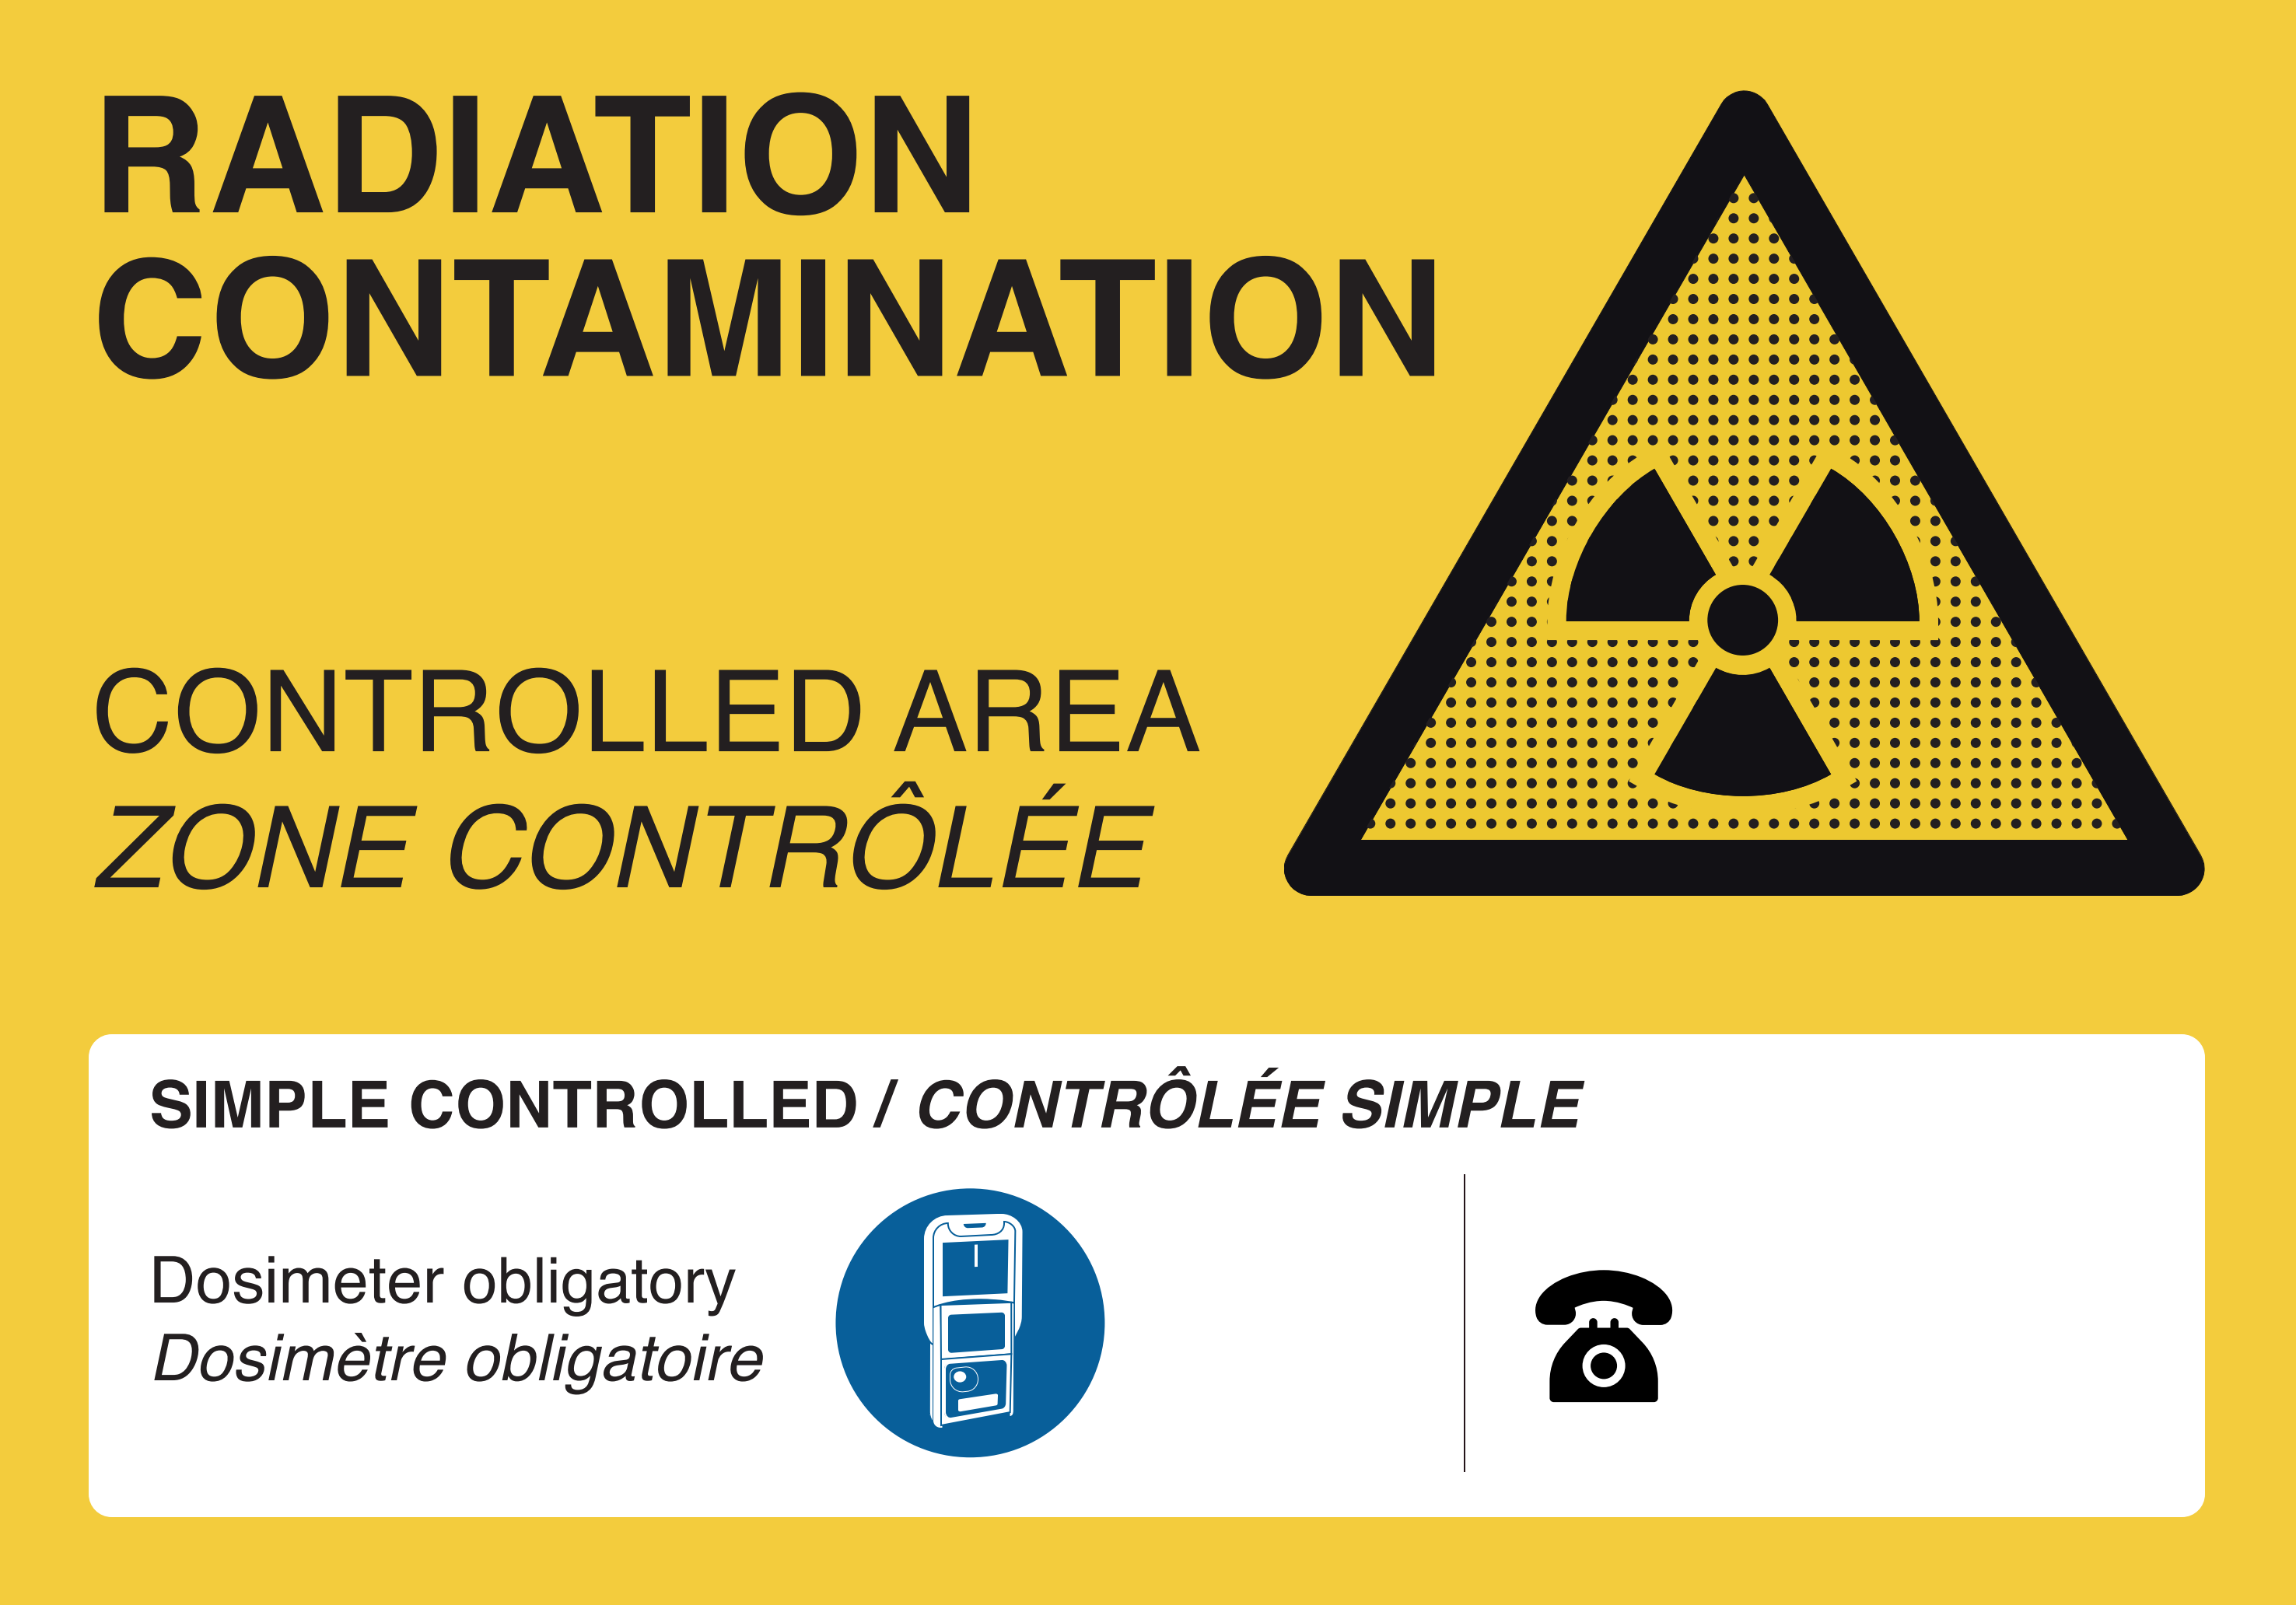 RADIATION
CONTAMINATION
CONTROLLED AREA
ZONE CONTRÔLÉE
SIMPLE CONTROLLED / CONTRÔLÉE SIMPLE
Dosimeter obligatory
Dosimètre obligatoire